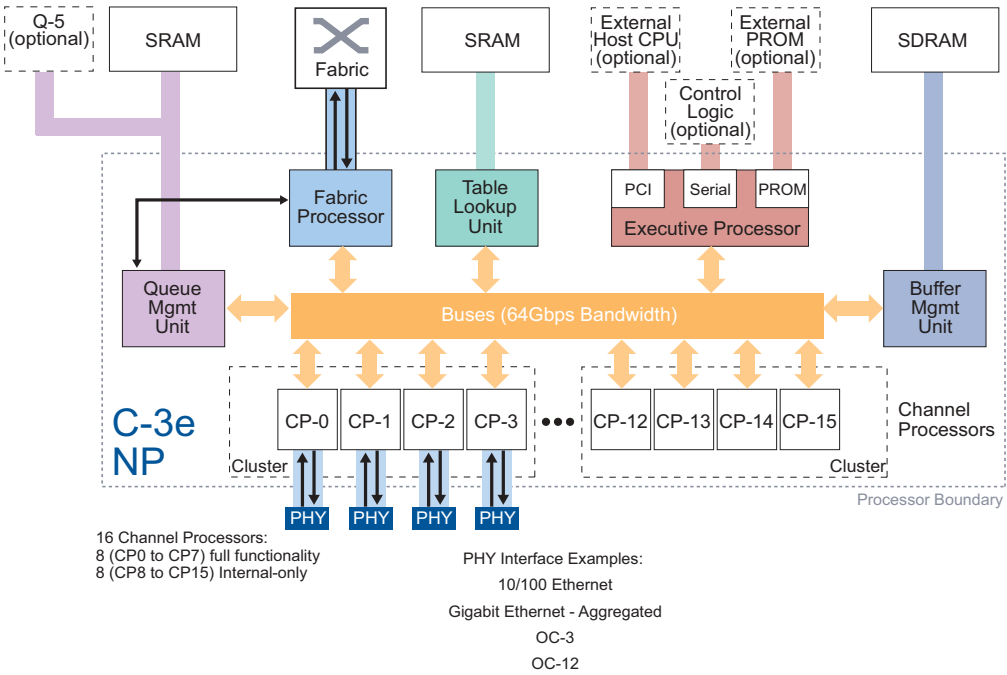 Q-5
(optional)
SRAM
Fabric
SRAM
External
Host CPU
(optional)
External
PROM
(optional)
SDRAM
Control
Logic
(optional)
Fabric
Processor
Table
Lookup
Unit
PCI
Serial
PROM
Executive Processor
Queue
Mgmt
Unit
Buses (64Gbps Bandwidth)
Buffer
Mgmt
Unit
C-3e
NP
CP-0
CP-1
CP-2
CP-3
CP-12
CP-13
CP-14
CP-15
Channel
Processors
Cluster
Cluster
Processor Boundary
PHY
PHY
PHY
PHY
16 Channel Processors:
8 (CP0 to CP7) full functionality
8 (CP8 to CP15) Internal-only
PHY Interface Examples:
10/100 Ethernet
Gigabit Ethernet - Aggregated
OC-3
OC-12